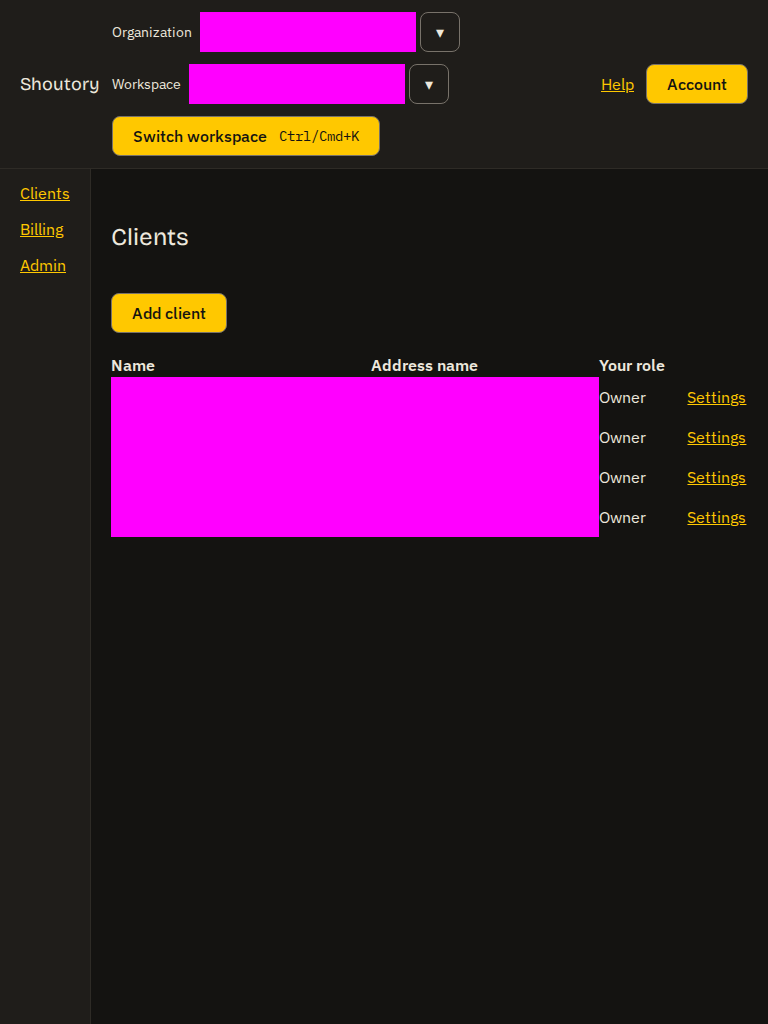 Organization ▼
Shoutory Workspace ▼ Help Account
Switch workspace Ctrl/Cmd+K
Clients
Billing
Admin
Clients
Add client
Name Address name Your role
Owner Settings
Owner Settings
Owner Settings
Owner Settings